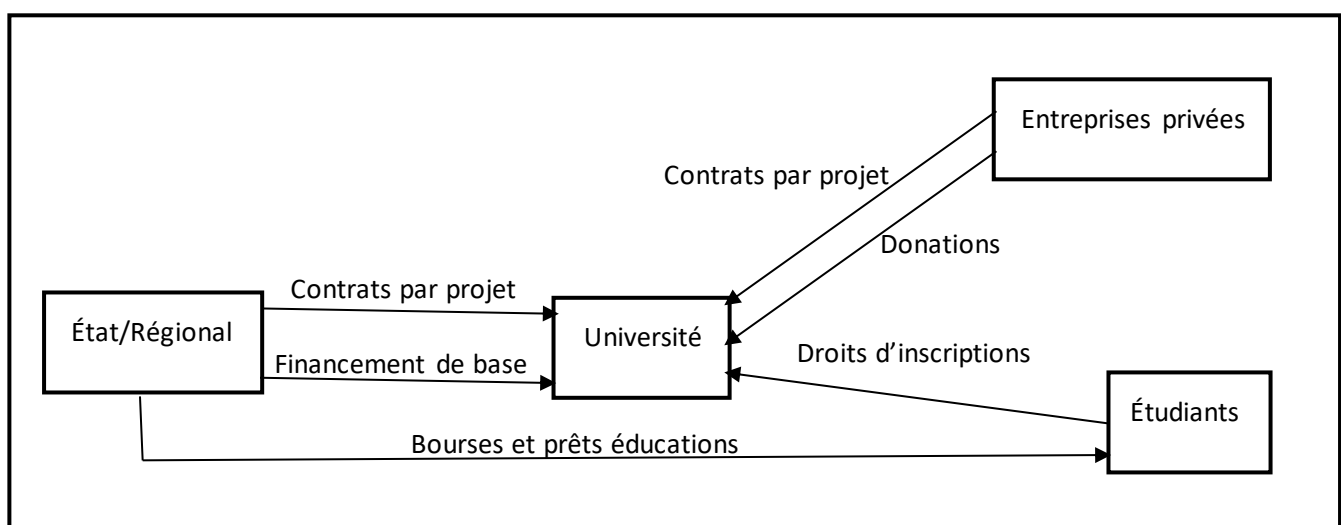 Entreprises privées
Contrats par projet
Donations
Contrats par projet
État/Régional
Université
Financement de base
Droits d’inscriptions
Étudiants
Bourses et prêts éducations